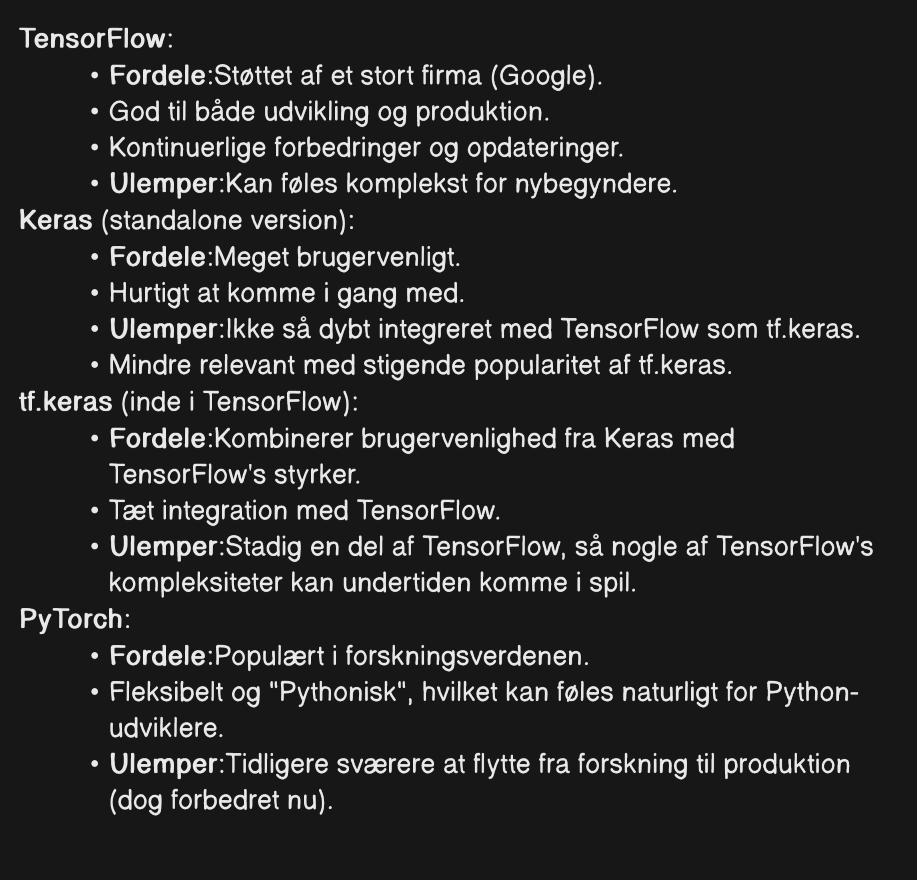 TensorFlow:
• Fordele:Støttet af et stort firma (Google).
• God til både udvikling og produktion.
• Kontinuerlige forbedringer og opdateringer.
• Ulemper:Kan føles komplekst for nybegyndere.
Keras (standalone version):
• Fordele:Meget brugervenligt.
• Hurtigt at komme i gang med.
• Ulemper:Ikke så dybt integreret med TensorFlow som tf.keras.
• Mindre relevant med stigende popularitet af tf.keras.
tf.keras (inde i TensorFlow):
• Fordele:Kombinerer brugervenlighed fra Keras med
TensorFlow's styrker.
• Tæt integration med TensorFlow.
• Ulemper:Stadig en del af TensorFlow, så nogle af TensorFlow's
kompleksiteter kan undertiden komme i spil.
PyTorch:
• Fordele:Populært i forskningsverdenen.
• Fleksibelt og "Pythonisk", hvilket kan føles naturligt for Python-
udviklere.
• Ulemper:Tidligere sværere at flytte fra forskning til produktion
(dog forbedret nu).